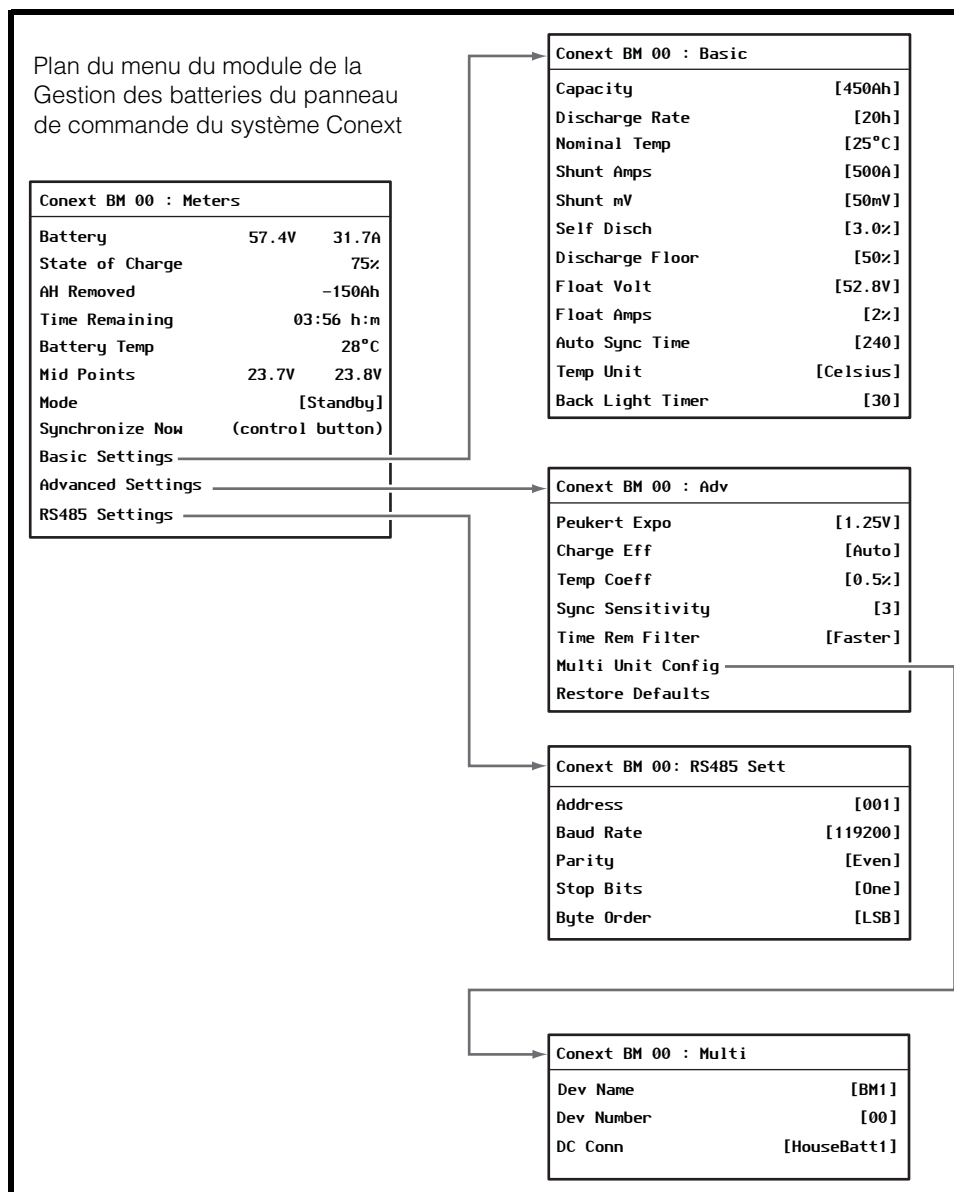 Plan du menu du module de la
Gestion des batteries du panneau
de commande du système Conext
Conext BM 00 : Meters
Battery 57.4V 31.7A
State of Charge 75%
AH Removed -150Ah
Time Remaining 03:56 h:m
Battery Temp 28°C
Mid Points 23.7V 23.8V
Mode [Standby]
Synchronize Now (control button)
Basic Settings
Advanced Settings
RS485 Settings
Conext BM 00 : Basic
Capacity [450Ah]
Discharge Rate [20h]
Nominal Temp [25°C]
Shunt Amps [500A]
Shunt mV [50mV]
Self Disch [3.0%]
Discharge Floor [50%]
Float Volt [52.8V]
Float Amps [2%]
Auto Sync Time [240]
Temp Unit [Celsius]
Back Light Timer [30]
Conext BM 00 : Adv
Peukert Expo [1.25V]
Charge Eff [Auto]
Temp Coeff [0.5%]
Sync Sensitivity [3]
Time Rem Filter [Faster]
Multi Unit Config
Restore Defaults
Conext BM 00: RS485 Sett
Address [001]
Baud Rate [119200]
Parity [Even]
Stop Bits [One]
Byte Order [LSB]
Conext BM 00 : Multi
Dev Name [BM1]
Dev Number [00]
DC Conn [HouseBatt1]